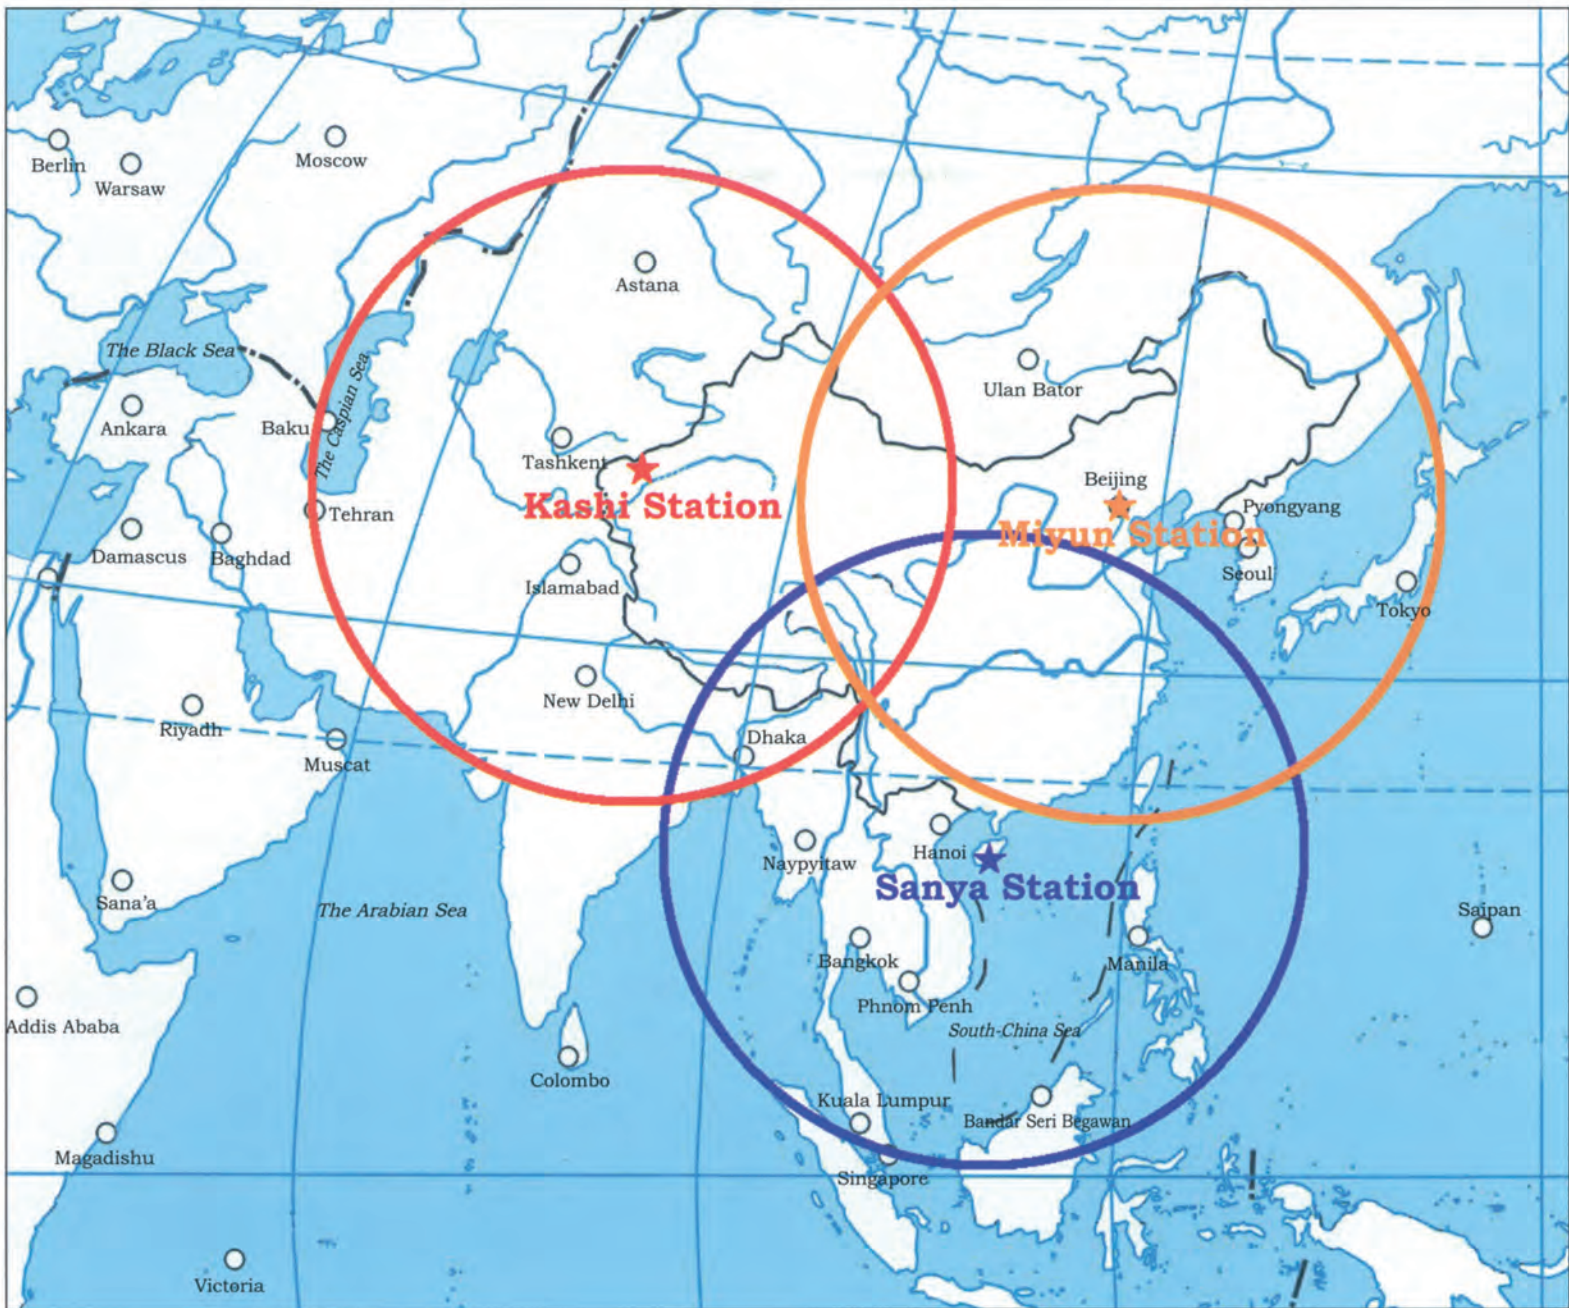 Berlin
Warsaw
Moscow
Astana
The Black Sea
The Caspian Sea
Ulan Bator
Ankara
Baku
Tashkent
Beijing
Kashi Station
Pyongyang
Tehran
Miyun Station
Damascus
Baghdad
Islamabad
Seoul
Tokyo
New Delhi
Riyadh
Dhaka
Muscat
Naypyitaw
Hanoi
Sanya Station
Sana'a
The Arabian Sea
Saipan
Bangkok
Manila
Phnom Penh
Addis Ababa
South-China Sea
Colombo
Kuala Lumpur
Bandar Seri Begawan
Magadishu
Singapore
Victoria